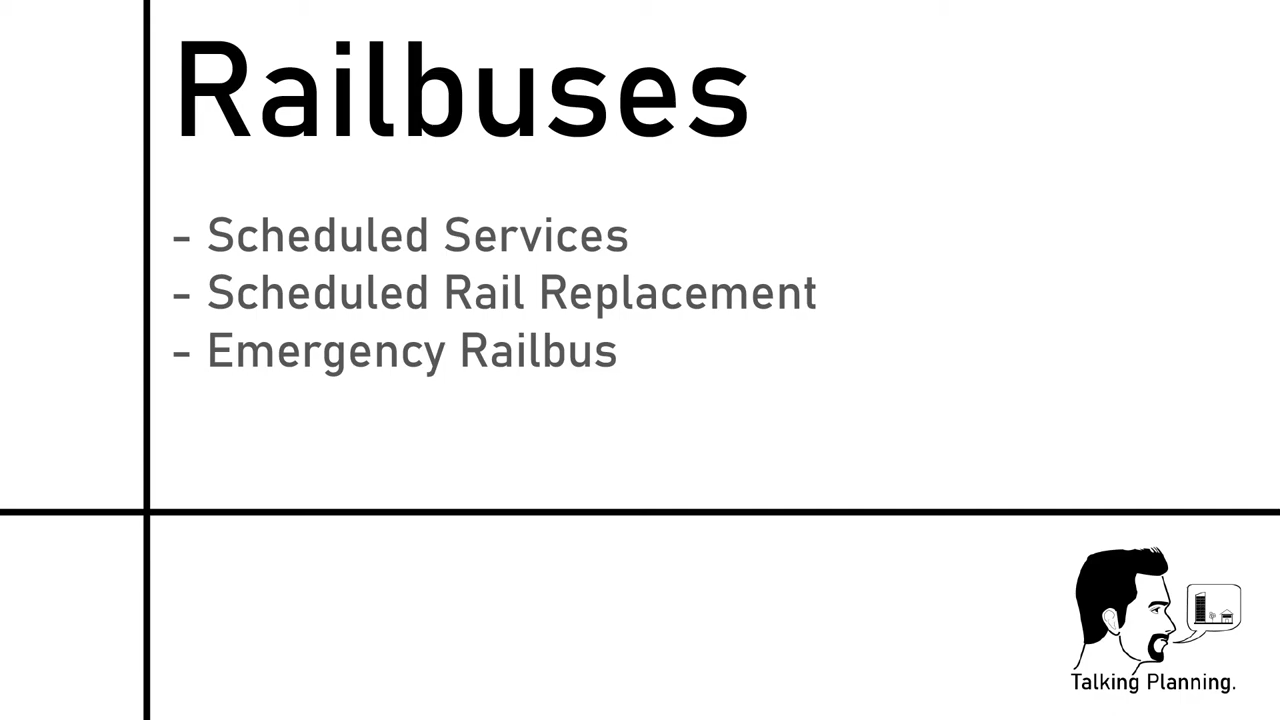 Railbuses
- Scheduled Services
- Scheduled Rail Replacement
- Emergency Railbus
Talking Planning.